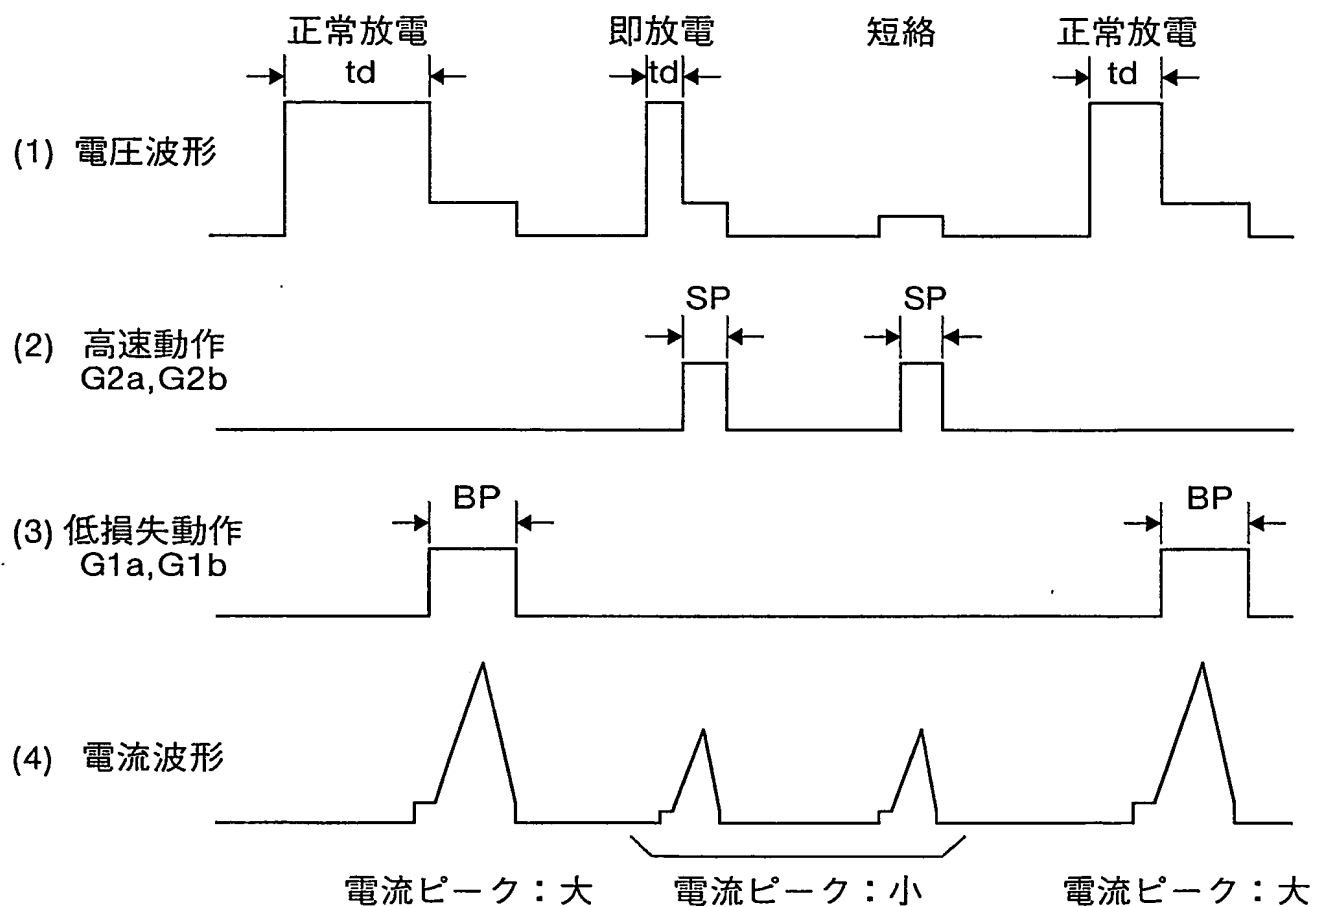 正常放電 即放電 短絡 正常放電
td td td
(1) 電圧波形
SP SP
(2) 高速動作
G2a,G2b
BP BP
(3) 低損失動作
G1a,G1b
(4) 電流波形
電流ピーク:大 電流ピーク:小 電流ピーク:大